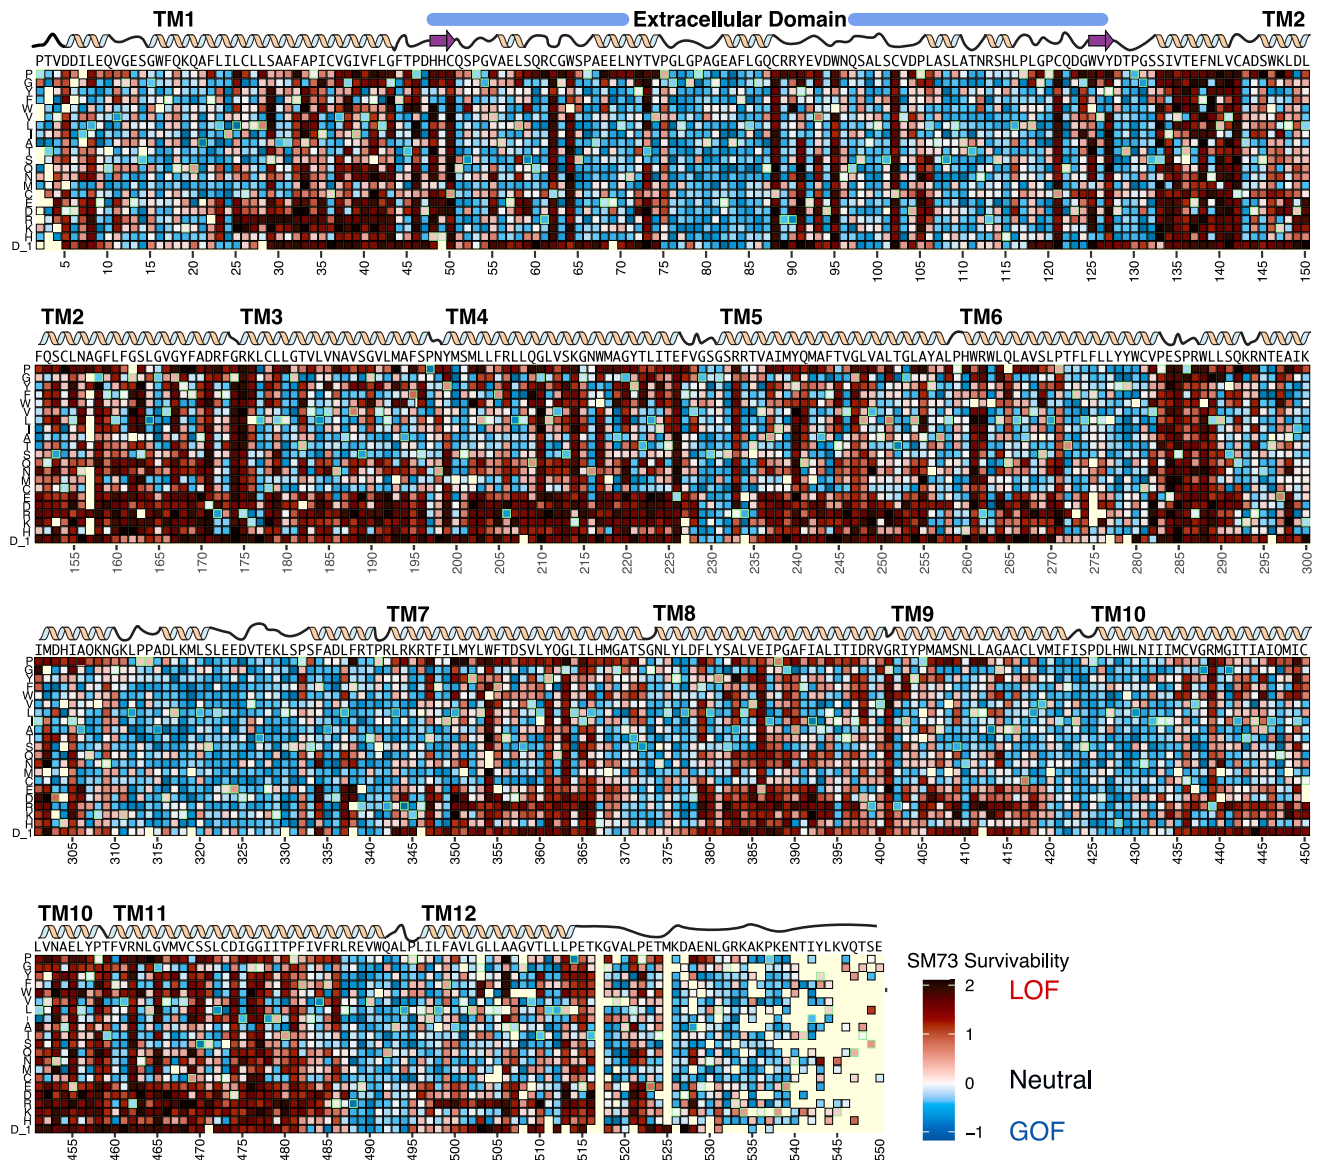 TM1 Extracellular Domain TM2
PTVDDILEQVGESGWFQKQAFLILCLLSAAFAPICVGIVFLGFTPDHHCQSPGVAELSQRCGWSPAEELNYTVPGLGPAGEAFLGQCRRYEVDWNQSALSCVDPLASLATNRSHLPLGPCQDGWVYDTPGSSIVTEFNLVCADSWKLDL
P
G
Y
F
W
V
L
I
A
T
S
Q
N
M
C
E
D
R
K
H
D_1
5 10 15 20 25 30 35 40 45 50 55 60 65 70 75 80 85 90 95 100 105 110 115 120 125 130 135 140 145 150
TM2 TM3 TM4 TM5 TM6
FQSCLNAGFLFGSLGVGYFADRFGRKLCLLGTVLVNAVSGVLMAFSPNYMSMLLFRLLQGLVSKGNWMAGYTLITEFVGSGSRRTVAIMYQMAFTVGLVALTGLAYALPHWRWLQLAVSLPTFLFLLYYWCVPESPRWLLSQKRNTEAIK
P
G
Y
F
W
V
L
I
A
T
S
Q
N
M
C
E
D
R
K
H
D_1
155 160 165 170 175 180 185 190 195 200 205 210 215 220 225 230 235 240 245 250 255 260 265 270 275 280 285 290 295 300
TM7 TM8 TM9 TM10
IMDHIAQKNGKLPPADLKMLSLEEDVTEKLSPSFADLFRTPRLRKRTFILMYLWFTDSVLYQGLILHMGATSGNLYLDFLYSALVEIPGAFIALITIDRVGRIYPMAMSNLLAGAACLVMIFISPDLHWLNIIIMCVGRMGITIAIQMIC
P
G
Y
F
W
V
L
I
A
T
S
Q
N
M
C
E
D
R
K
H
D_1
305 310 315 320 325 330 335 340 345 350 355 360 365 370 375 380 385 390 395 400 405 410 415 420 425 430 435 440 445 450
TM10 TM11 TM12
LVNAELYPTFVRNLGVMVCSSLCDIGGIITPFIVFRLREVWQALPLILFAVLGLLAAGVTLLLPETKGVALPETMKDAENLGRKAKPKENTIYLKVQTSE
P
G
Y
F
W
V
L
I
A
T
S
Q
N
M
C
E
D
R
K
H
D_1
455 460 465 470 475 480 485 490 495 500 505 510 515 520 525 530 535 540 545 550
SM73 Survivability
2 LOF
1
0 Neutral
−1 GOF